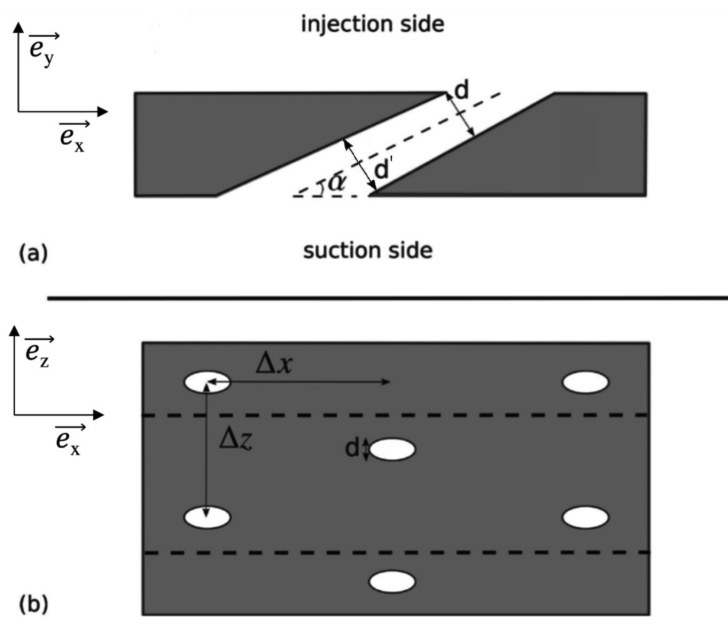 injection side
e_y
e_x
d
d'
α
(a)
suction side
e_z
e_x
Δx
Δz
d
(b)